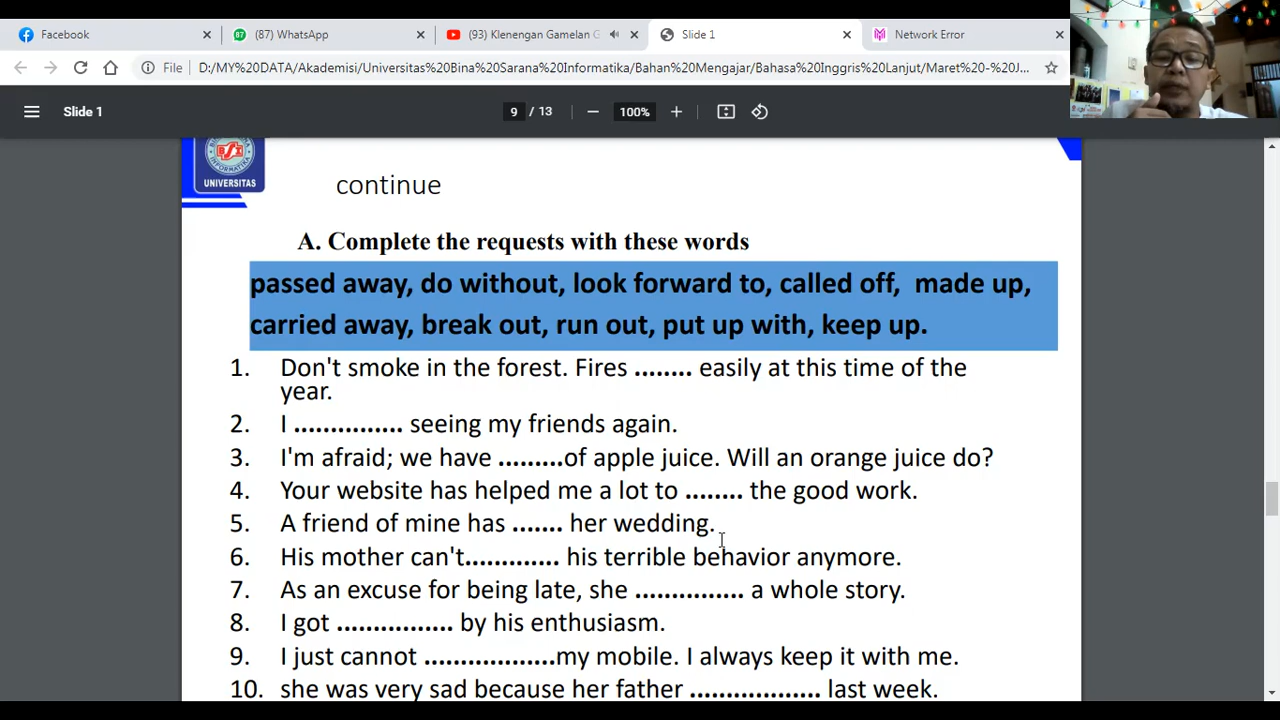 Facebook
(87) WhatsApp
(93) Klenengan Gamelan G
Slide 1
Network Error
File D:/MY%20DATA/Akademisi/Universitas%20Bina%20Sarana%20Informatika/Bahan%20Mengajar/Bahasa%20Inggris%20Lanjut/Maret%20-%20J...
Slide 1
9 / 13
100%
BSI
UNIVERSITAS
continue
A. Complete the requests with these words
passed away, do without, look forward to, called off, made up,
carried away, break out, run out, put up with, keep up.
1. Don't smoke in the forest. Fires ........ easily at this time of the
year.
2. I ............... seeing my friends again.
3. I'm afraid; we have .........of apple juice. Will an orange juice do?
4. Your website has helped me a lot to ........ the good work.
5. A friend of mine has ....... her wedding.
6. His mother can't............. his terrible behavior anymore.
7. As an excuse for being late, she ............... a whole story.
8. I got ................ by his enthusiasm.
9. I just cannot ..................my mobile. I always keep it with me.
10. she was very sad because her father .................. last week.